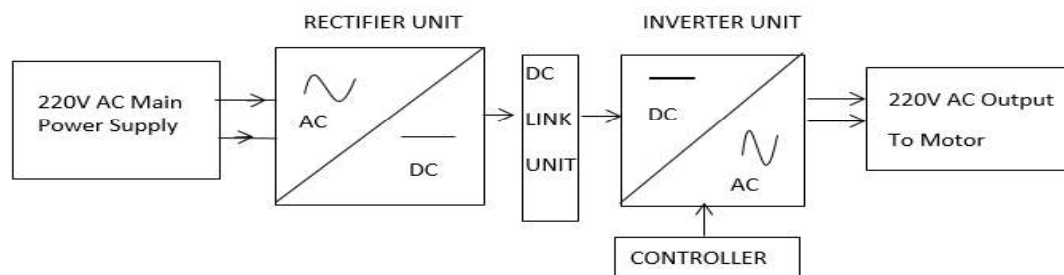 RECTIFIER UNIT
INVERTER UNIT
220V AC Main
Power Supply
AC
DC
DC
LINK
UNIT
DC
AC
220V AC Output
To Motor
CONTROLLER